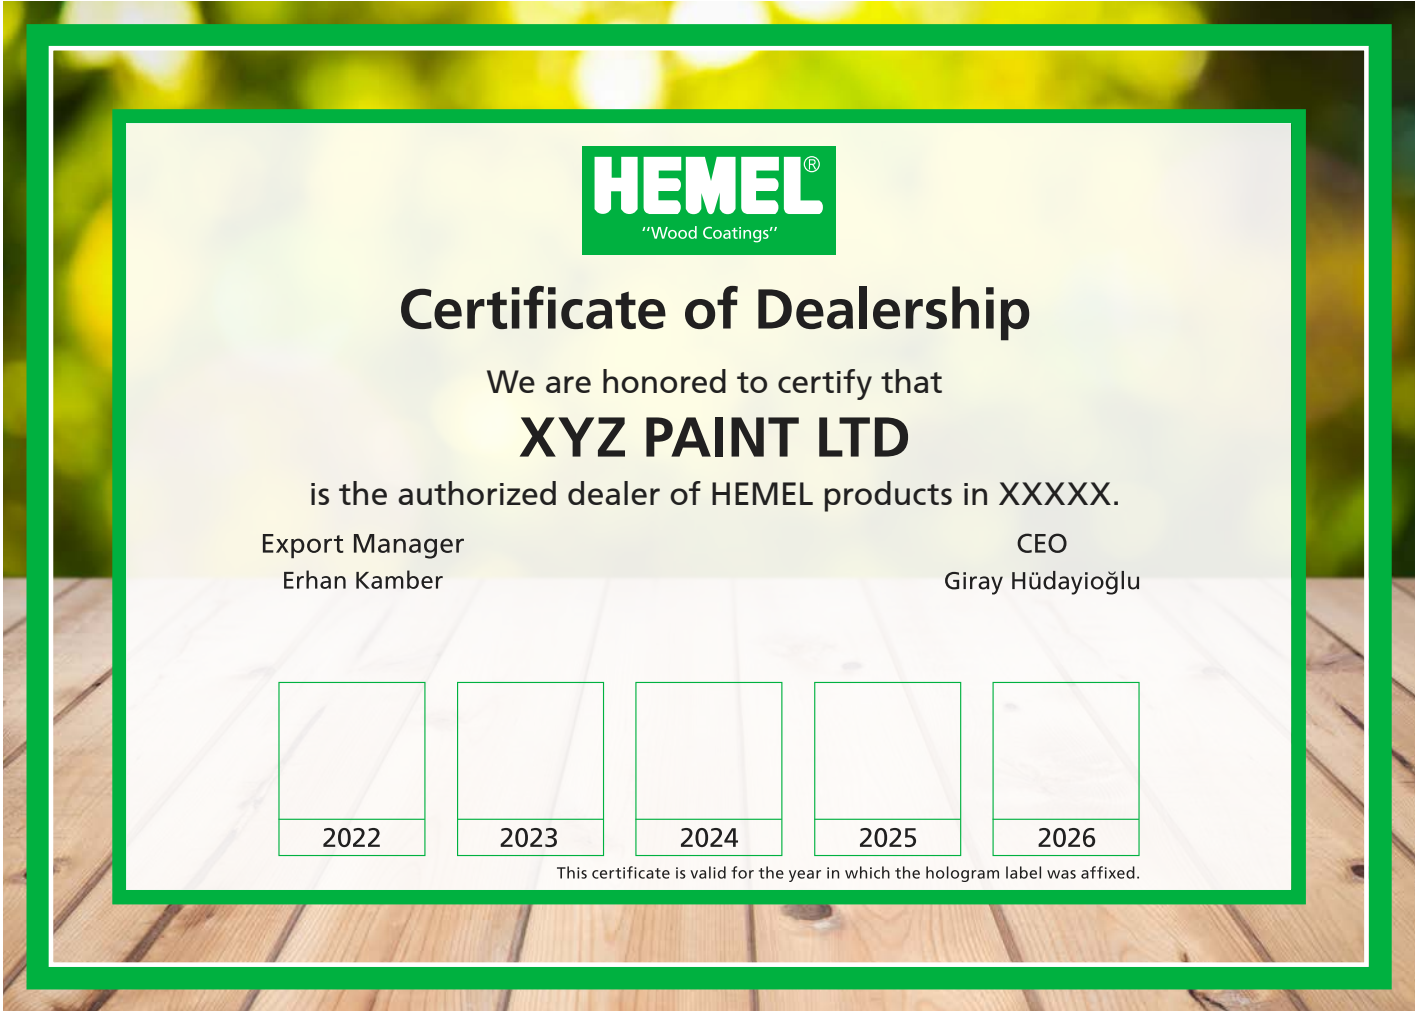 HEMEL®
''Wood Coatings''
Certificate of Dealership
We are honored to certify that
XYZ PAINT LTD
is the authorized dealer of HEMEL products in XXXXX.
Export Manager
Erhan Kamber
CEO
Giray Hüdayioğlu
2022
2023
2024
2025
2026
This certificate is valid for the year in which the hologram label was affixed.